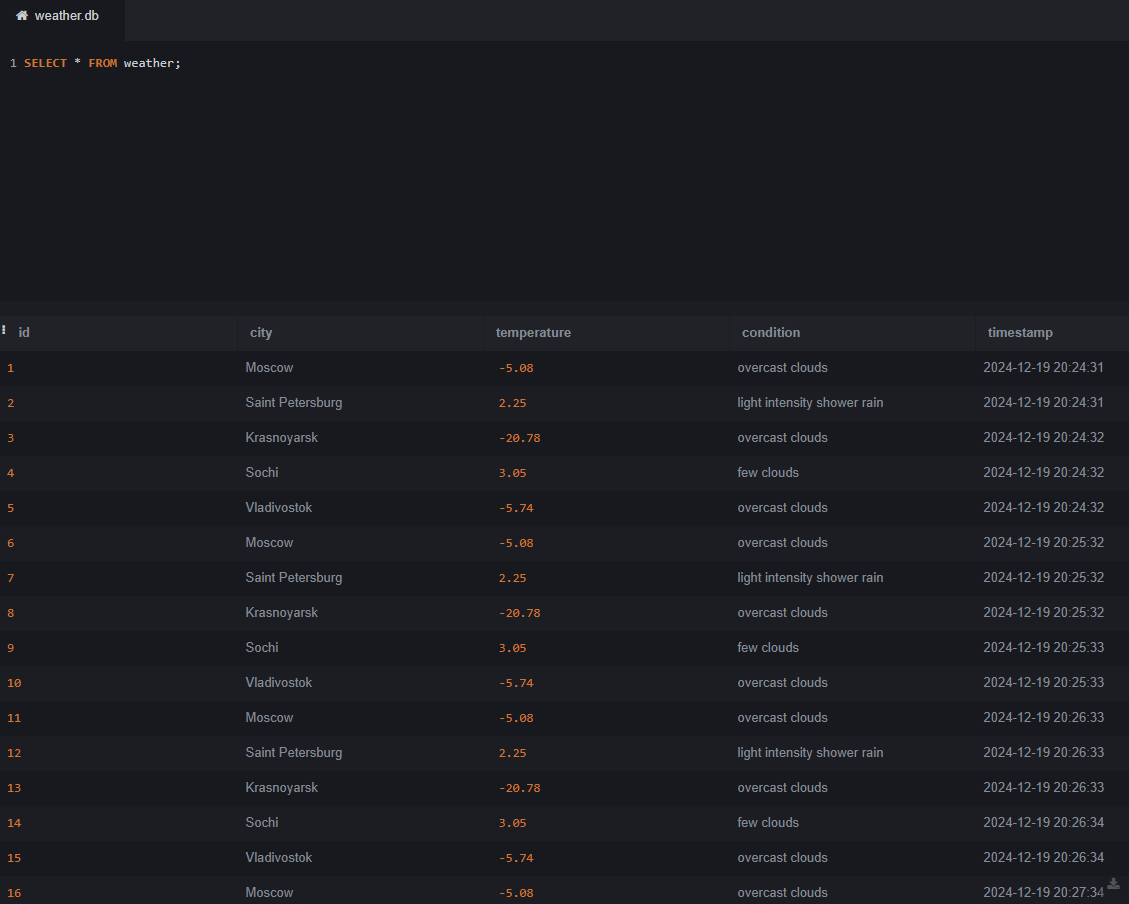 weather.db
1 SELECT * FROM weather;
id city temperature condition timestamp
1 Moscow -5.08 overcast clouds 2024-12-19 20:24:31
2 Saint Petersburg 2.25 light intensity shower rain 2024-12-19 20:24:31
3 Krasnoyarsk -20.78 overcast clouds 2024-12-19 20:24:32
4 Sochi 3.05 few clouds 2024-12-19 20:24:32
5 Vladivostok -5.74 overcast clouds 2024-12-19 20:24:32
6 Moscow -5.08 overcast clouds 2024-12-19 20:25:32
7 Saint Petersburg 2.25 light intensity shower rain 2024-12-19 20:25:32
8 Krasnoyarsk -20.78 overcast clouds 2024-12-19 20:25:32
9 Sochi 3.05 few clouds 2024-12-19 20:25:33
10 Vladivostok -5.74 overcast clouds 2024-12-19 20:25:33
11 Moscow -5.08 overcast clouds 2024-12-19 20:26:33
12 Saint Petersburg 2.25 light intensity shower rain 2024-12-19 20:26:33
13 Krasnoyarsk -20.78 overcast clouds 2024-12-19 20:26:33
14 Sochi 3.05 few clouds 2024-12-19 20:26:34
15 Vladivostok -5.74 overcast clouds 2024-12-19 20:26:34
16 Moscow -5.08 overcast clouds 2024-12-19 20:27:34